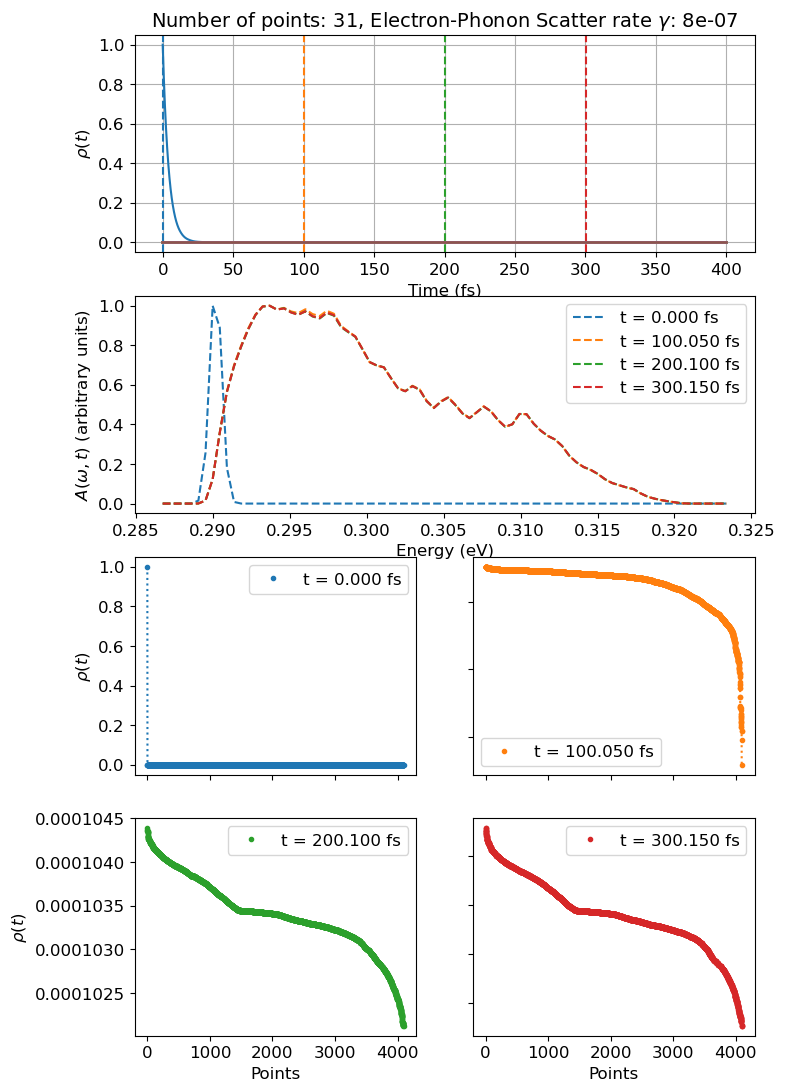 Number of points: 31, Electron-Phonon Scatter rate γ: 8e-07
1.0
0.8
0.6
0.4
0.2
0.0
ρ(t)
0 50 100 150 200 250 300 350 400
Time (fs)
1.0
0.8
0.6
0.4
0.2
0.0
A(ω, t) (arbitrary units)
t = 0.000 fs
t = 100.050 fs
t = 200.100 fs
t = 300.150 fs
0.285 0.290 0.295 0.300 0.305 0.310 0.315 0.320 0.325
Energy (eV)
1.0
0.8
0.6
0.4
0.2
0.0
ρ(t)
t = 0.000 fs
t = 100.050 fs
0.0001045
0.0001040
0.0001035
0.0001030
0.0001025
ρ(t)
t = 200.100 fs
0 1000 2000 3000 4000
Points
t = 300.150 fs
0 1000 2000 3000 4000
Points